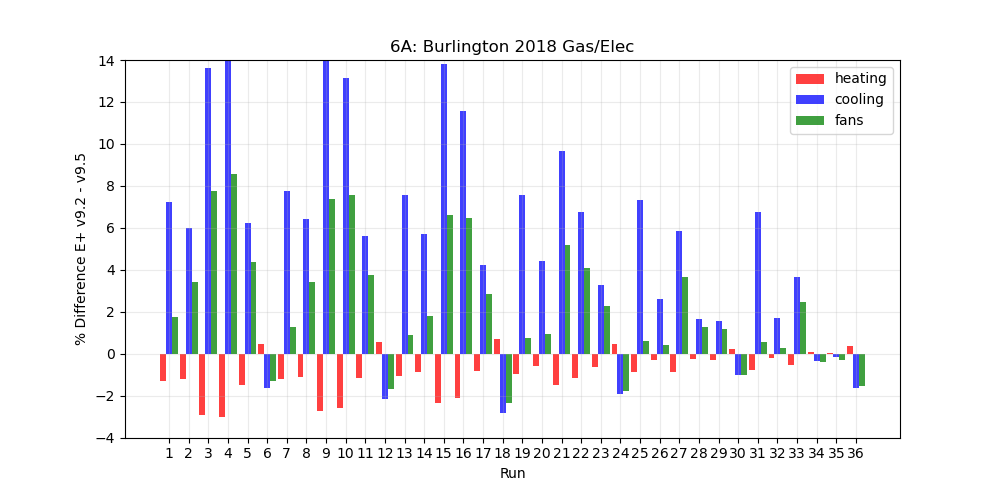 6A: Burlington 2018 Gas/Elec
% Difference E+ v9.2 - v9.5
14
12
10
8
6
4
2
0
−2
−4
heating
cooling
fans
1 2 3 4 5 6 7 8 9 10 11 12 13 14 15 16 17 18 19 20 21 22 23 24 25 26 27 28 29 30 31 32 33 34 35 36
Run